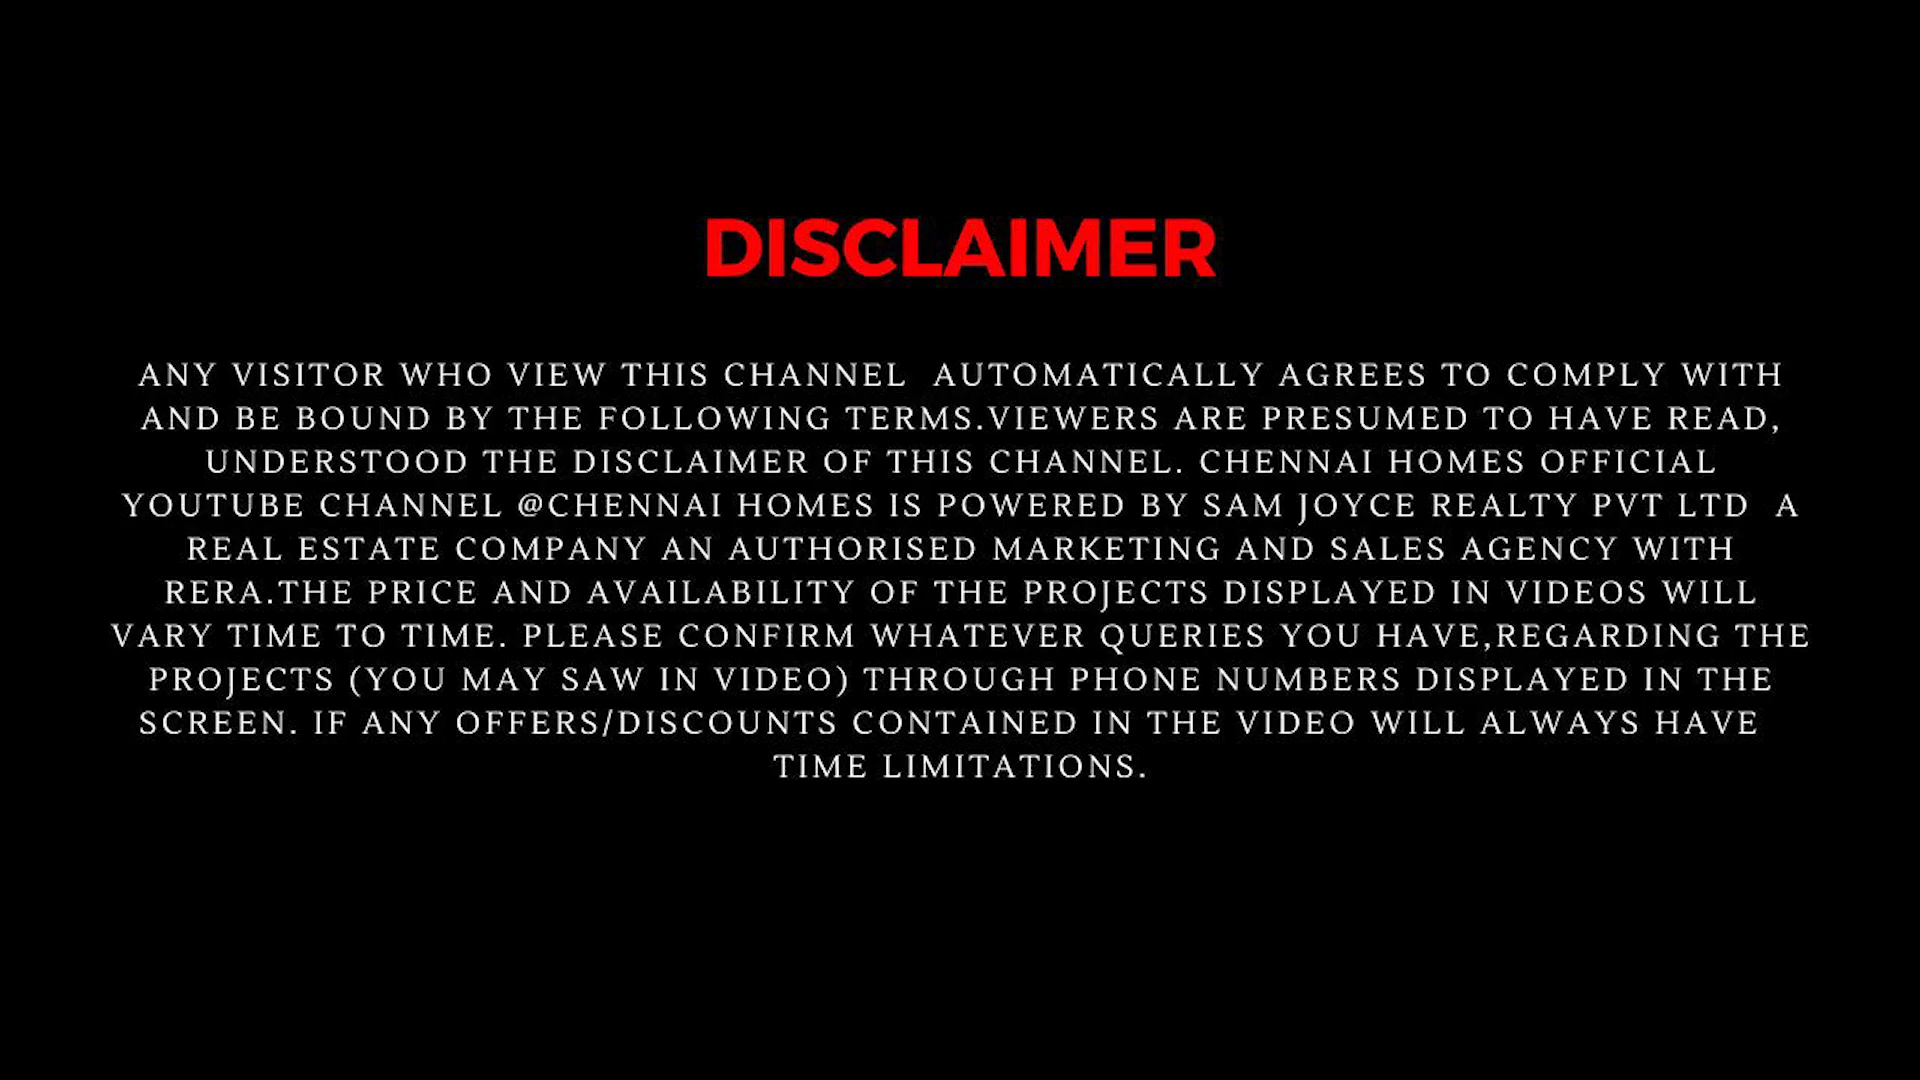 DISCLAIMER
ANY VISITOR WHO VIEW THIS CHANNEL AUTOMATICALLY AGREES TO COMPLY WITH
AND BE BOUND BY THE FOLLOWING TERMS.VIEWERS ARE PRESUMED TO HAVE READ,
UNDERSTOOD THE DISCLAIMER OF THIS CHANNEL. CHENNAI HOMES OFFICIAL
YOUTUBE CHANNEL @CHENNAI HOMES IS POWERED BY SAM JOYCE REALTY PVT LTD A
REAL ESTATE COMPANY AN AUTHORISED MARKETING AND SALES AGENCY WITH
RERA.THE PRICE AND AVAILABILITY OF THE PROJECTS DISPLAYED IN VIDEOS WILL
VARY TIME TO TIME. PLEASE CONFIRM WHATEVER QUERIES YOU HAVE,REGARDING THE
PROJECTS (YOU MAY SAW IN VIDEO) THROUGH PHONE NUMBERS DISPLAYED IN THE
SCREEN. IF ANY OFFERS/DISCOUNTS CONTAINED IN THE VIDEO WILL ALWAYS HAVE
TIME LIMITATIONS.